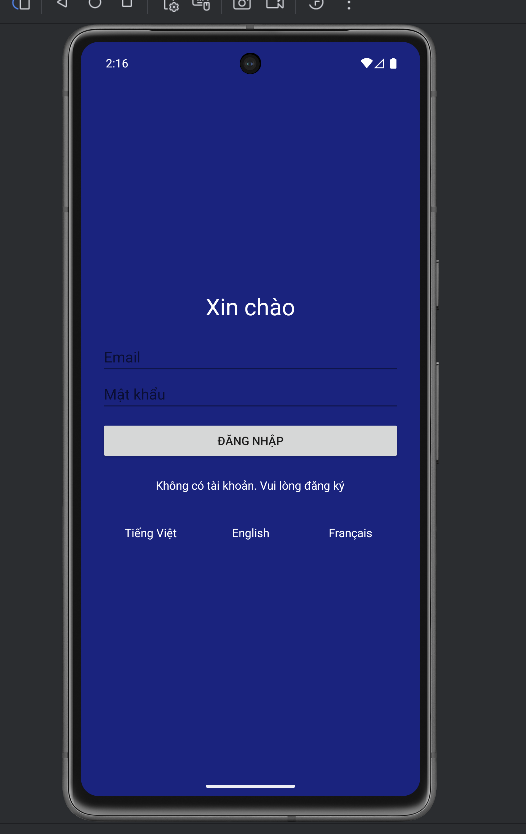 2:16
Xin chào
Email
Mật khẩu
ĐĂNG NHẬP
Không có tài khoản. Vui lòng đăng ký
Tiếng Việt English Français